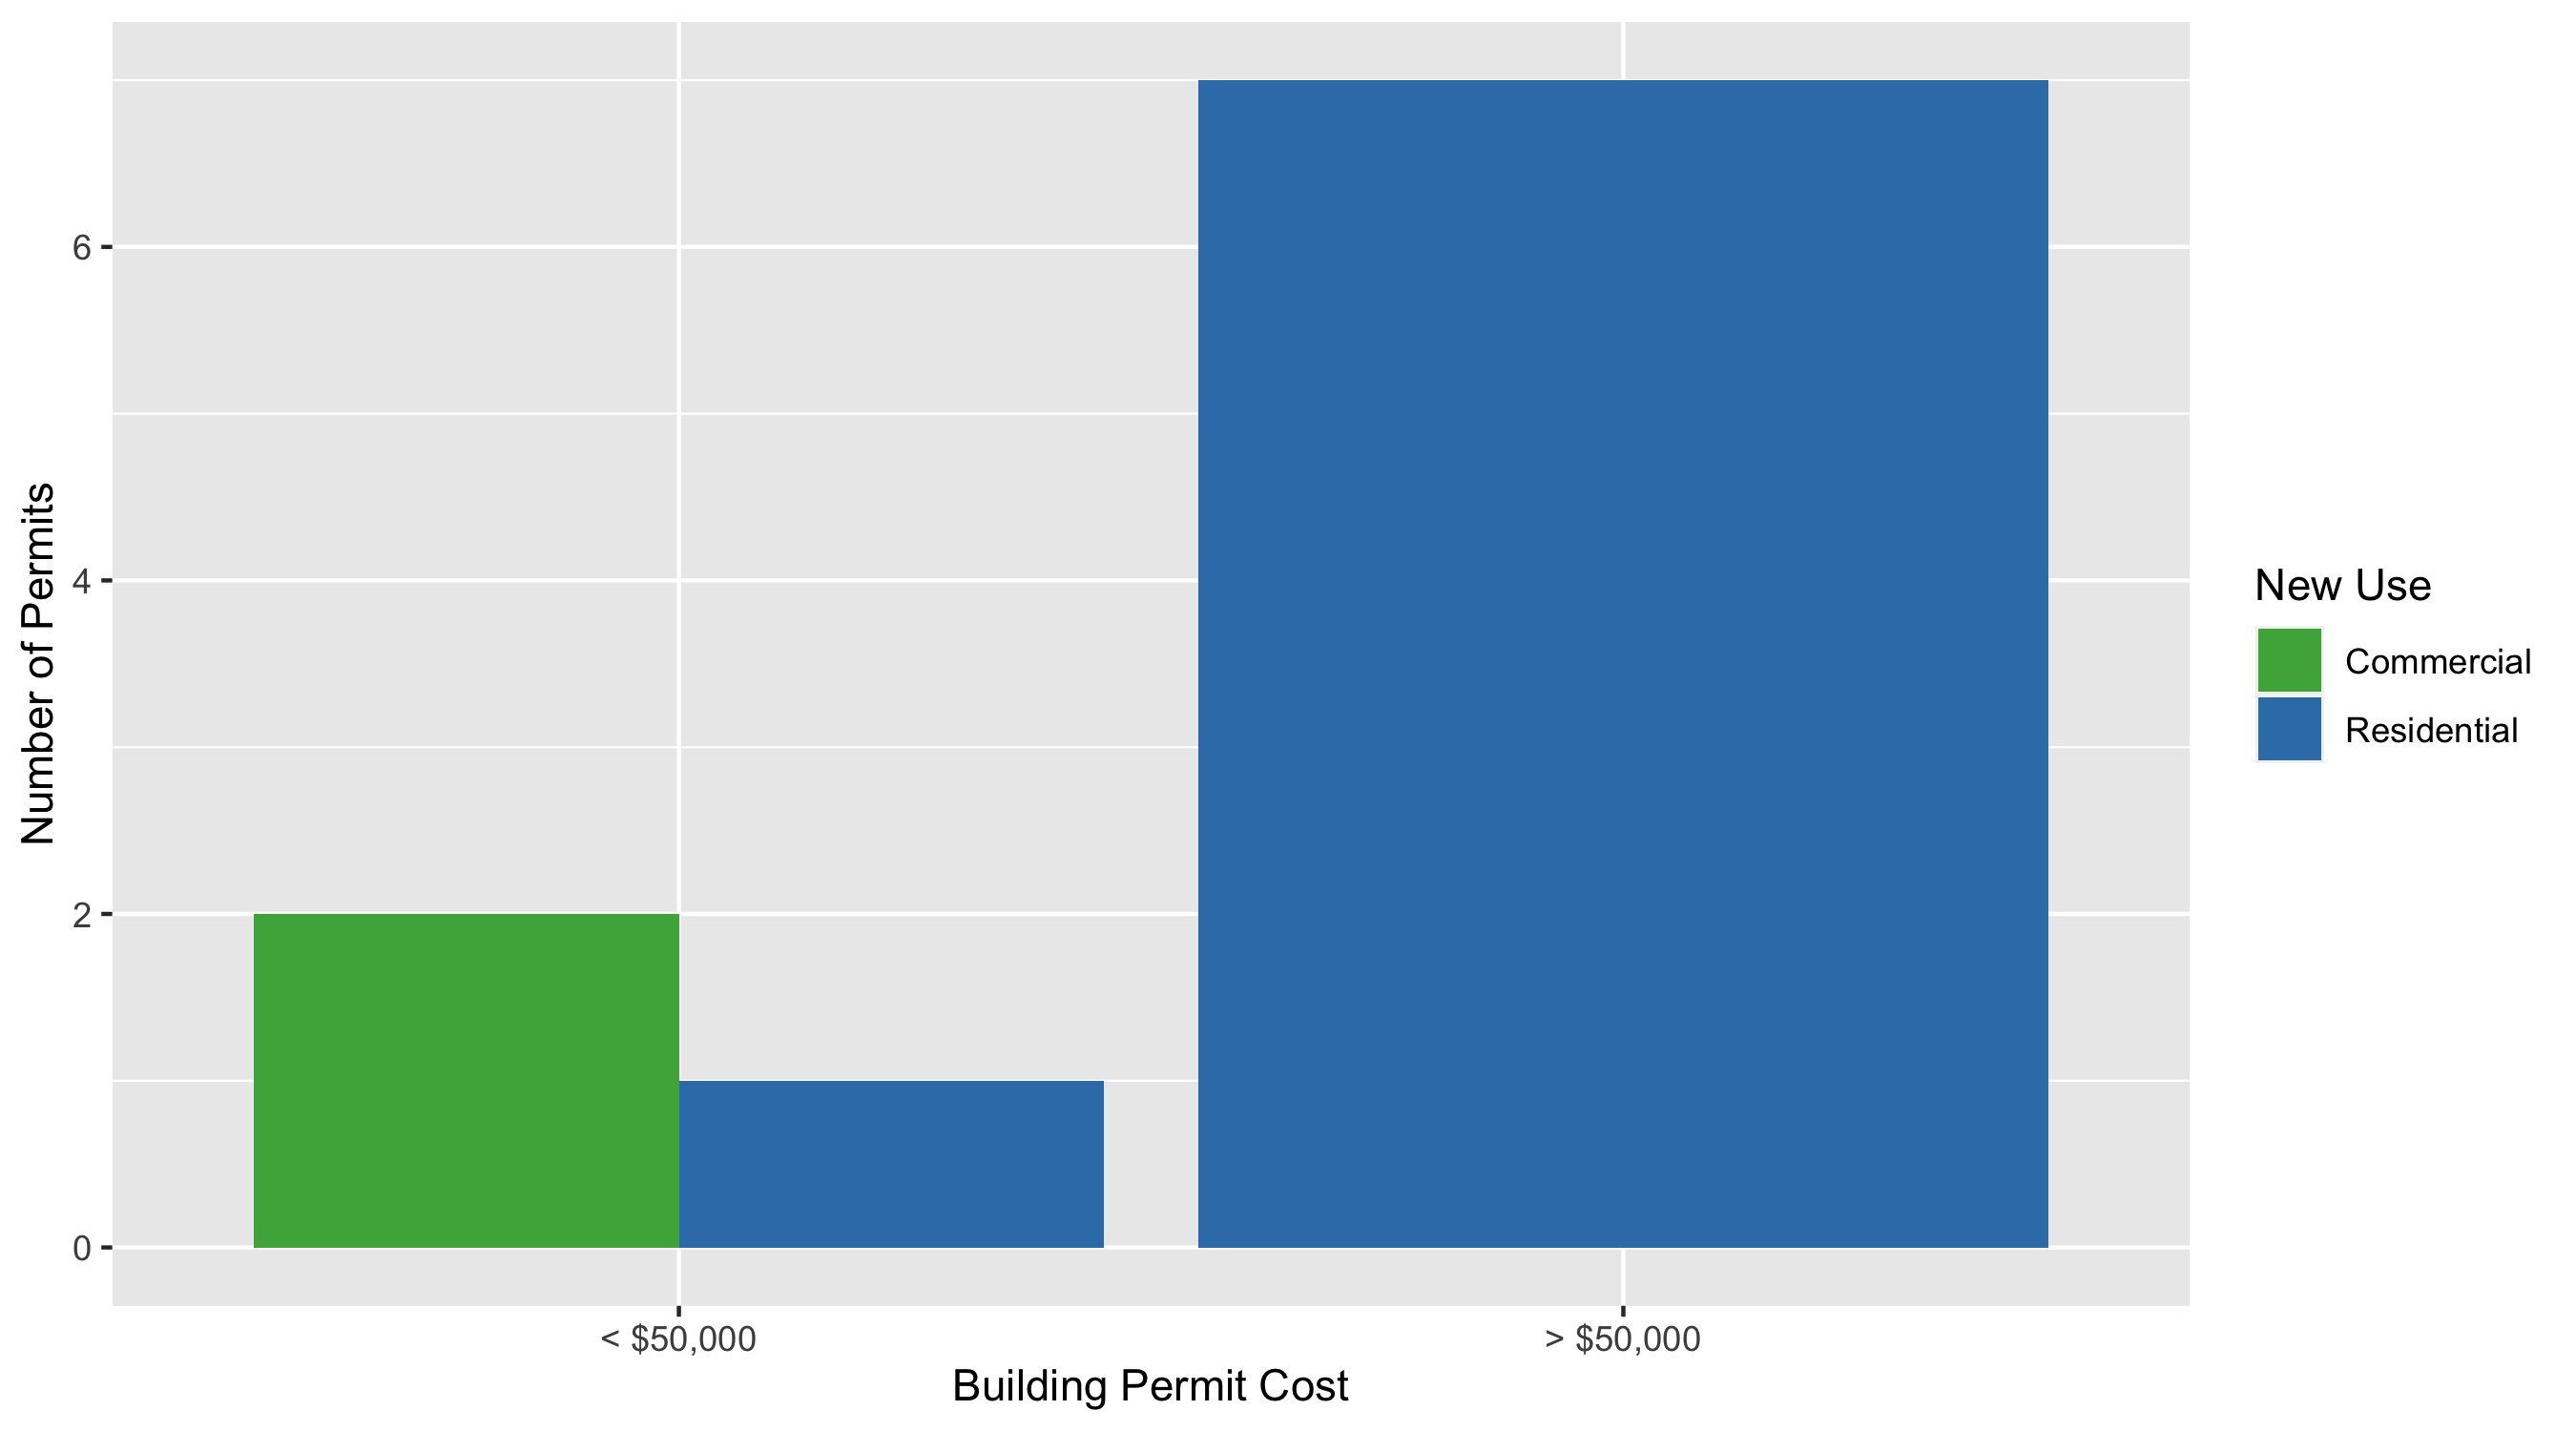 Number of Permits
6
4
2
0
< $50,000
> $50,000
Building Permit Cost
New Use
Commercial
Residential